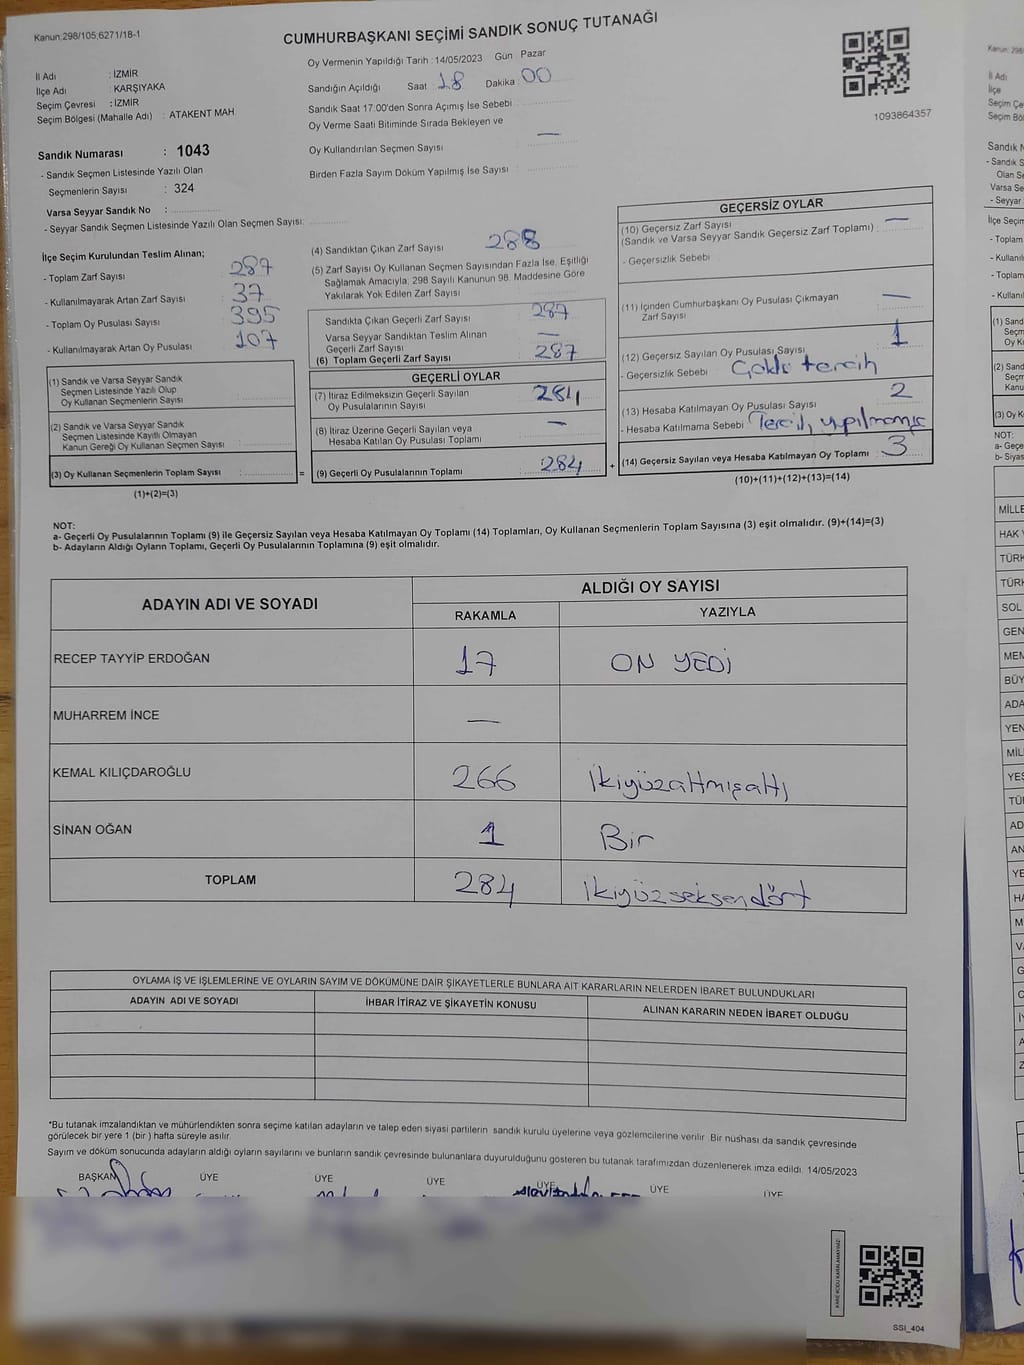 Kanun:298/105;6271/18-1
CUMHURBAŞKANI SEÇİMİ SANDIK SONUÇ TUTANAĞI
1093864357
İl Adı : İZMİR
İlçe Adı : KARŞIYAKA
Seçim Çevresi : İZMİR
Seçim Bölgesi (Mahalle Adı) : ATAKENT MAH
Sandık Numarası : 1043
- Sandık Seçmen Listesinde Yazılı Olan
Seçmenlerin Sayısı : 324
Varsa Seyyar Sandık No :
- Seyyar Sandık Seçmen Listesinde Yazılı Olan Seçmen Sayısı:
Oy Vermenin Yapıldığı Tarih :14/05/2023 Gün Pazar
Sandığın Açıldığı Saat : 18 Dakika 00
Sandık Saat 17:00'den Sonra Açımış İse Sebebi
Oy Verme Saati Bitiminde Sırada Bekleyen ve
Oy Kullandırılan Seçmen Sayısı : —
Birden Fazla Sayım Döküm Yapılmış İse Sayısı :
İlçe Seçim Kurulundan Teslim Alınan;
- Toplam Zarf Sayısı : 287
- Kullanılmayarak Artan Zarf Sayısı : 37
- Toplam Oy Pusulası Sayısı : 395
- Kullanılmayarak Artan Oy Pusulası : 107
(1) Sandık ve Varsa Seyyar Sandık
Seçmen Listesinde Yazılı Olup
Oy Kullanan Seçmenlerin Sayısı :
(2) Sandık ve Varsa Seyyar Sandık
Seçmen Listesinde Kayıtlı Olmayan
Kanun Gereği Oy Kullanan Seçmen Sayısı :
(3) Oy Kullanan Seçmenlerin Toplam Sayısı :
(1)+(2)=(3)
(4) Sandıktan Çıkan Zarf Sayısı : 288
(5) Zarf Sayısı Oy Kullanan Seçmen Sayısından Fazla İse, Eşitliği
Sağlamak Amacıyla, 298 Sayılı Kanunun 98. Maddesine Göre
Yakılarak Yok Edilen Zarf Sayısı :
Sandıkta Çıkan Geçerli Zarf Sayısı : 287
Varsa Seyyar Sandıktan Teslim Alınan
Geçerli Zarf Sayısı : —
(6) Toplam Geçerli Zarf Sayısı : 287
GEÇERLİ OYLAR
(7) İtiraz Edilmeksizin Geçerli Sayılan
Oy Pusulalarının Sayısı : 284
(8) İtiraz Üzerine Geçerli Sayılan veya
Hesaba Katılan Oy Pusulası Toplamı : —
= (9) Geçerli Oy Pusulalarının Toplamı : 284 +
GEÇERSİZ OYLAR
(10) Geçersiz Zarf Sayısı : —
(Sandık ve Varsa Seyyar Sandık Geçersiz Zarf Toplamı)
- Geçersizlik Sebebi :
(11) İçinden Cumhurbaşkanı Oy Pusulası Çıkmayan
Zarf Sayısı : —
(12) Geçersiz Sayılan Oy Pusulası Sayısı : 1
- Geçersizlik Sebebi : Çoklu tercih
(13) Hesaba Katılmayan Oy Pusulası Sayısı : 2
- Hesaba Katılmama Sebebi : Tercih yapılmamış
(14) Geçersiz Sayılan veya Hesaba Katılmayan Oy Toplamı : 3
(10)+(11)+(12)+(13)=(14)
NOT:
a- Geçerli Oy Pusulalarının Toplamı (9) ile Geçersiz Sayılan veya Hesaba Katılmayan Oy Toplamı (14) Toplamları, Oy Kullanan Seçmenlerin Toplam Sayısına (3) eşit olmalıdır. (9)+(14)=(3)
b- Adayların Aldığı Oyların Toplamı, Geçerli Oy Pusulalarının Toplamına (9) eşit olmalıdır.
ADAYIN ADI VE SOYADI ALDIĞI OY SAYISI
RAKAMLA YAZIYLA
RECEP TAYYİP ERDOĞAN 17 ON YEDİ
MUHARREM İNCE —
KEMAL KILIÇDAROĞLU 266 ikiyüzaltmışaltı
SİNAN OĞAN 1 Bir
TOPLAM 284 ikiyüzseksendört
OYLAMA İŞ VE İŞLEMLERİNE VE OYLARIN SAYIM VE DÖKÜMÜNE DAİR ŞİKAYETLERLE BUNLARA AİT KARARLARIN NELERDEN İBARET BULUNDUKLARI
ADAYIN ADI VE SOYADI İHBAR İTİRAZ VE ŞİKAYETİN KONUSU ALINAN KARARIN NEDEN İBARET OLDUĞU
*Bu tutanak imzalandıktan ve mühürlendikten sonra seçime katılan adayların ve talep eden siyasi partilerin sandık kurulu üyelerine veya gözlemcilerine verilir. Bir nushası da sandık çevresinde
görülecek bir yere 1 (bir ) hafta süreyle asılır.
Sayım ve döküm sonucunda adayların aldığı oyların sayılarını ve bunların sandık çevresinde bulunanlara duyurulduğunu gösteren bu tutanak tarafımızdan düzenlenerek imza edildi. 14/05/2023
BAŞKAN ÜYE ÜYE ÜYE ÜYE ÜYE ÜYE
KARE KODU KARALAMAYINIZ!
SSI_404